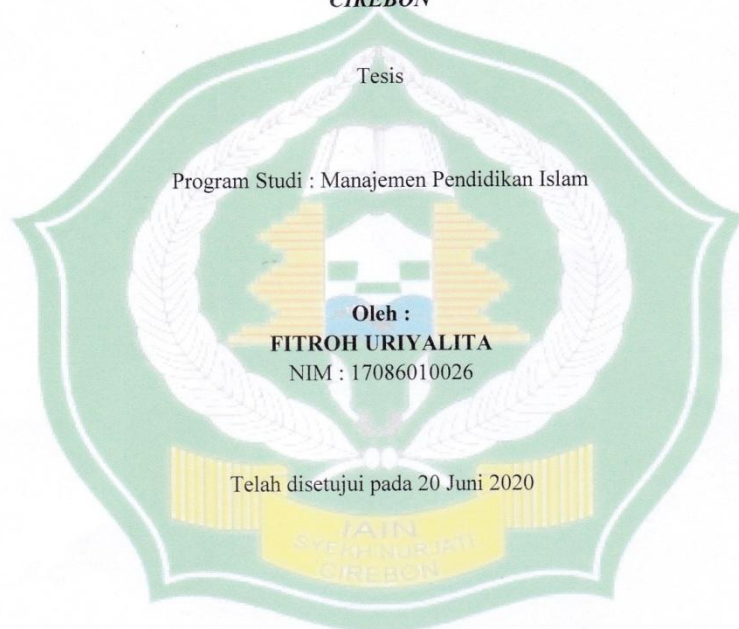 CIREBON
Tesis
Program Studi : Manajemen Pendidikan Islam
Oleh :
FITROH URIYALITA
NIM : 17086010026
Telah disetujui pada 20 Juni 2020
IAIN
SYEKH NURJATI
CIREBON